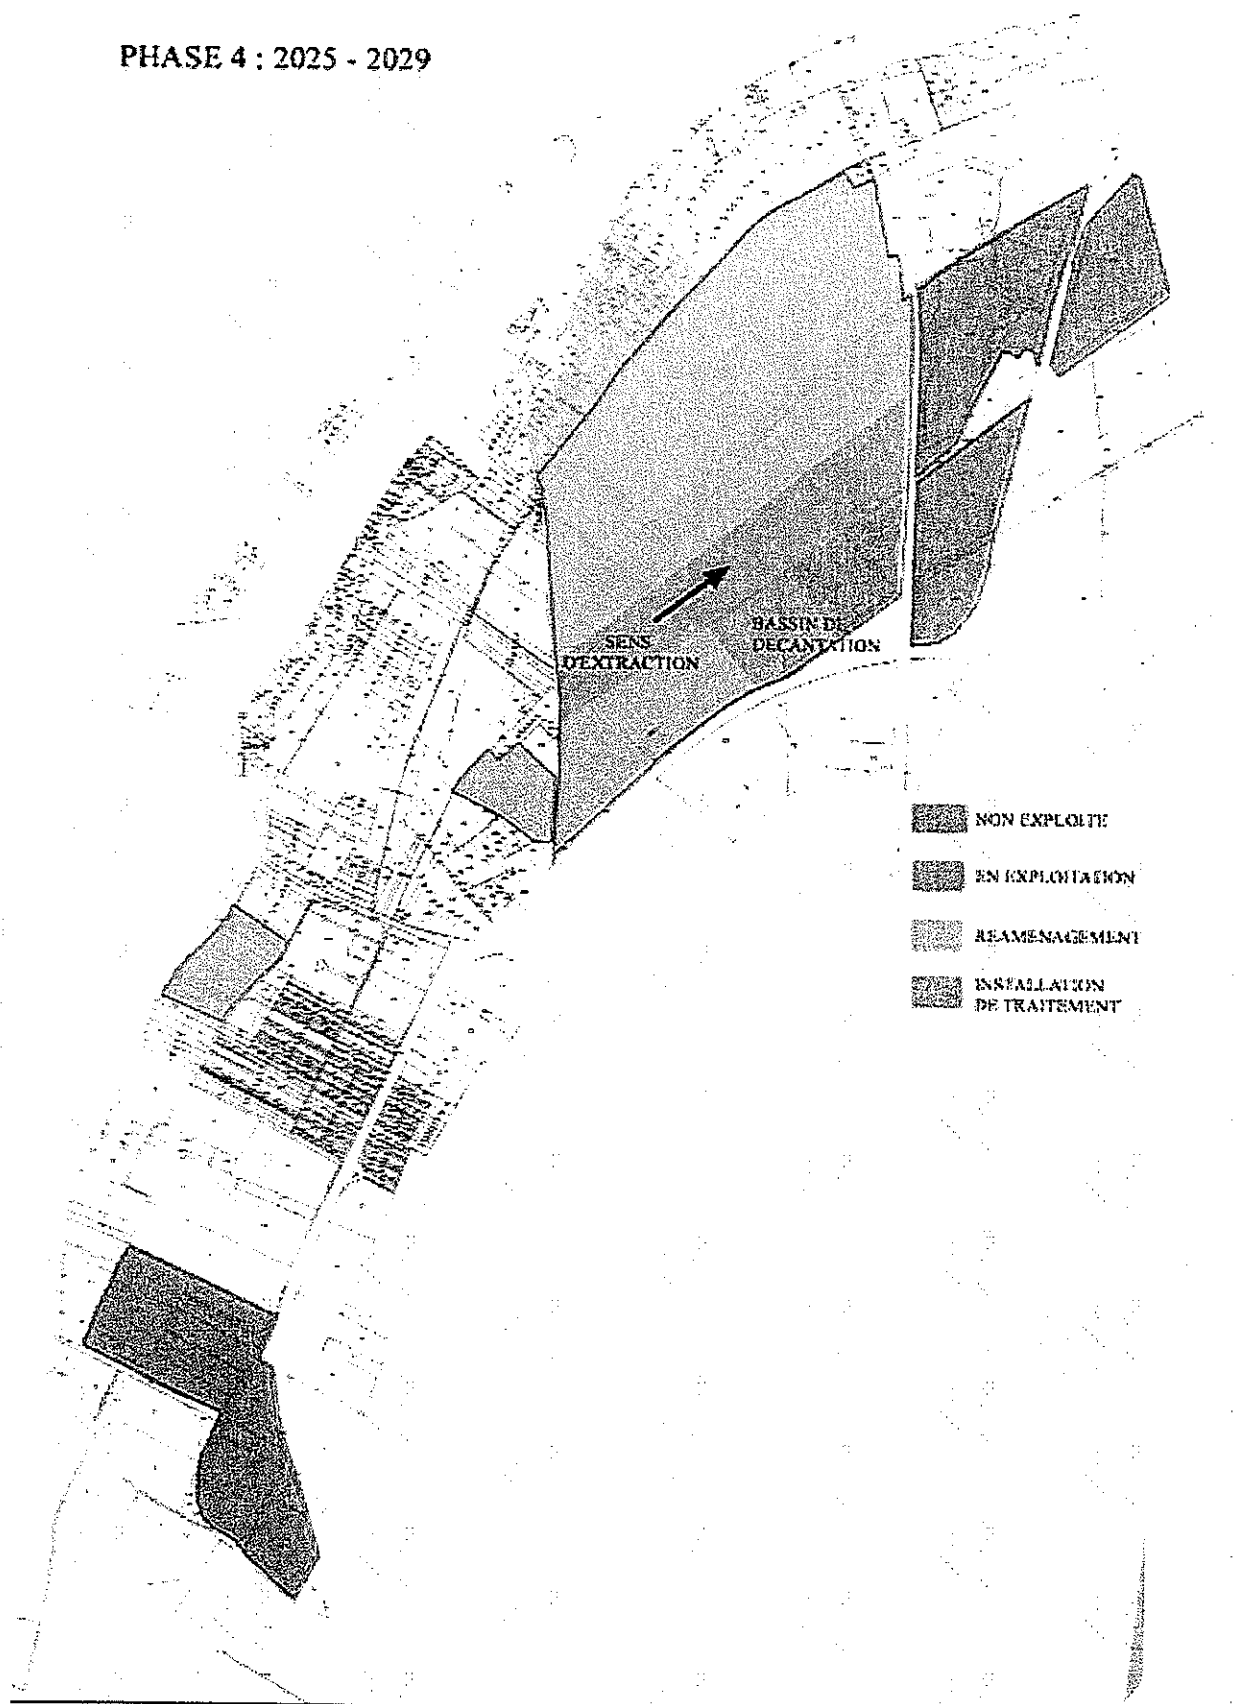 PHASE 4 : 2025 - 2029
SENS
D'EXTRACTION
BASSIN DE
DECANTATION
NON EXPLOITE
EN EXPLOITATION
REAMENAGEMENT
INSTALLATION
DE TRAITEMENT